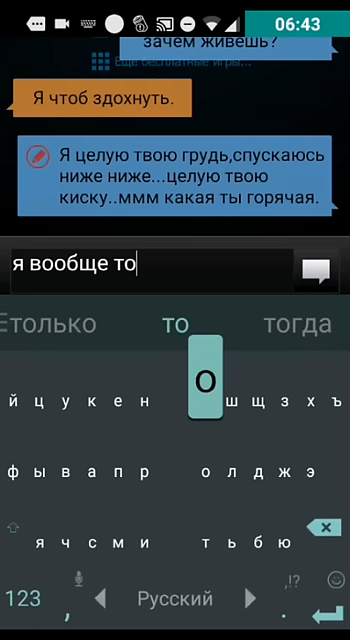 06:43
зачем живешь?
Еще бесплатные игры...
Я чтоб здохнуть.
Я целую твою грудь,спускаюсь
ниже ниже...целую твою
киску..ммм какая ты горячая.
я вообще то
только то тогда
о
й ц у к е н ш щ з х ъ
ф ы в а п р о л д ж э
я ч с м и т ь б ю
123 , Русский . ,!?